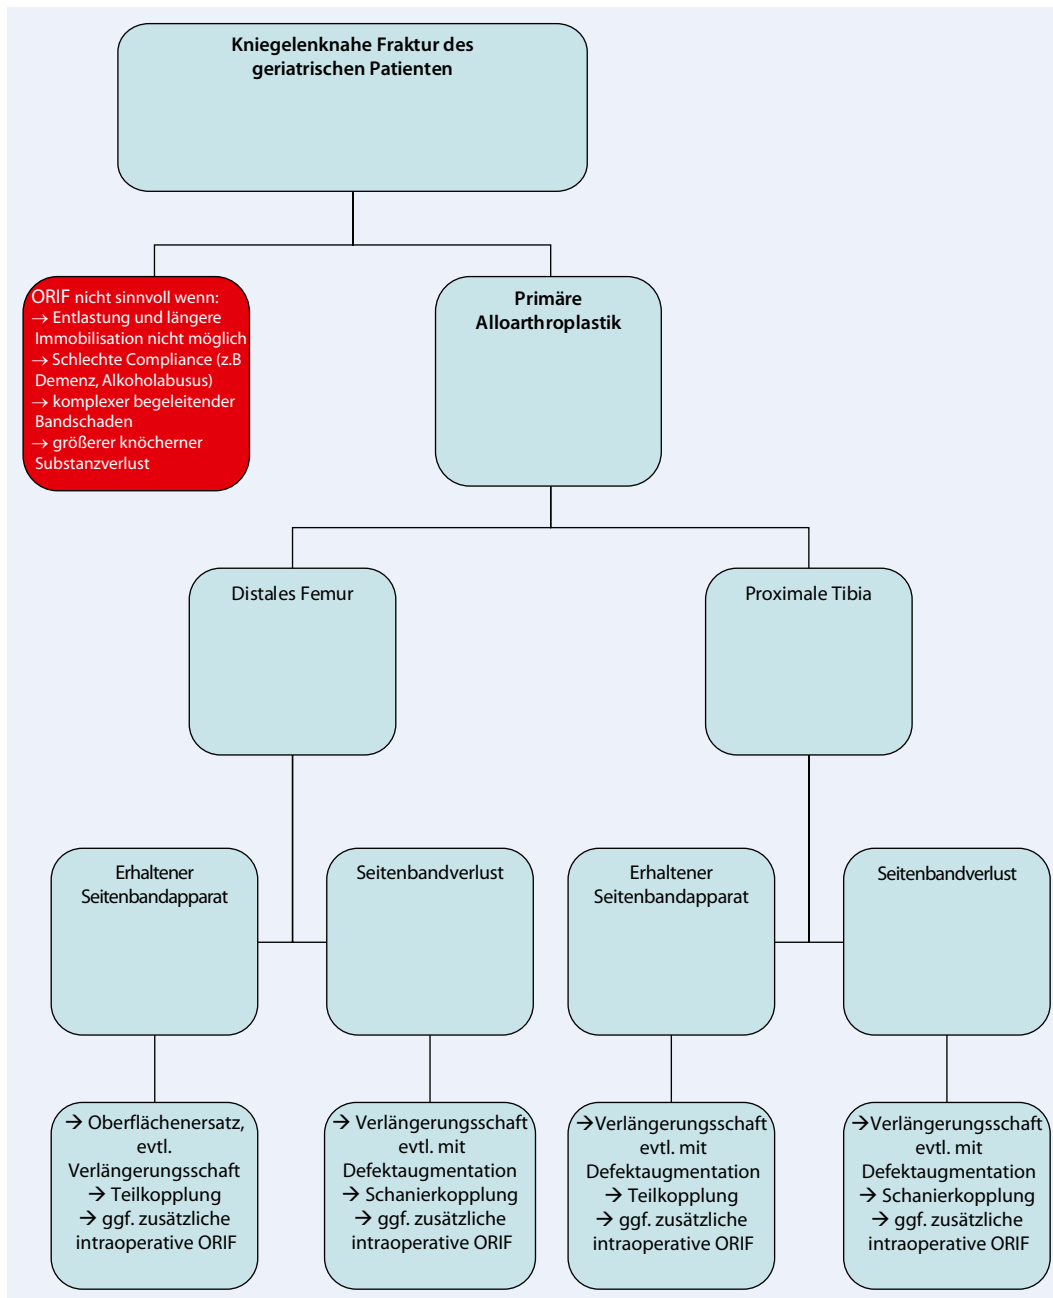 Kniegelenknahe Fraktur des
geriatrischen Patienten
ORIF nicht sinnvoll wenn:
→ Entlastung und längere
Immobilisation nicht möglich
→ Schlechte Compliance (z.B
Demenz, Alkoholabusus)
→ komplexer begeleitender
Bandschaden
→ größerer knöcherner
Substanzverlust
Primäre
Alloarthroplastik
Distales Femur
Proximale Tibia
Erhaltener
Seitenbandapparat
Seitenbandverlust
Erhaltener
Seitenbandapparat
Seitenbandverlust
→ Oberflächenersatz,
evtl.
Verlängerungsschaft
→ Teilkopplung
→ ggf. zusätzliche
intraoperative ORIF
→ Verlängerungsschaft
evtl. mit
Defektaugmentation
→ Schanierkopplung
→ ggf. zusätzliche
intraoperative ORIF
→Verlängerungsschaft
evtl. mit
Defektaugmentation
→ Teilkopplung
→ ggf. zusätzliche
intraoperative ORIF
→Verlängerungsschaft
evtl. mit
Defektaugmentation
→ Schanierkopplung
→ ggf. zusätzliche
intraoperative ORIF